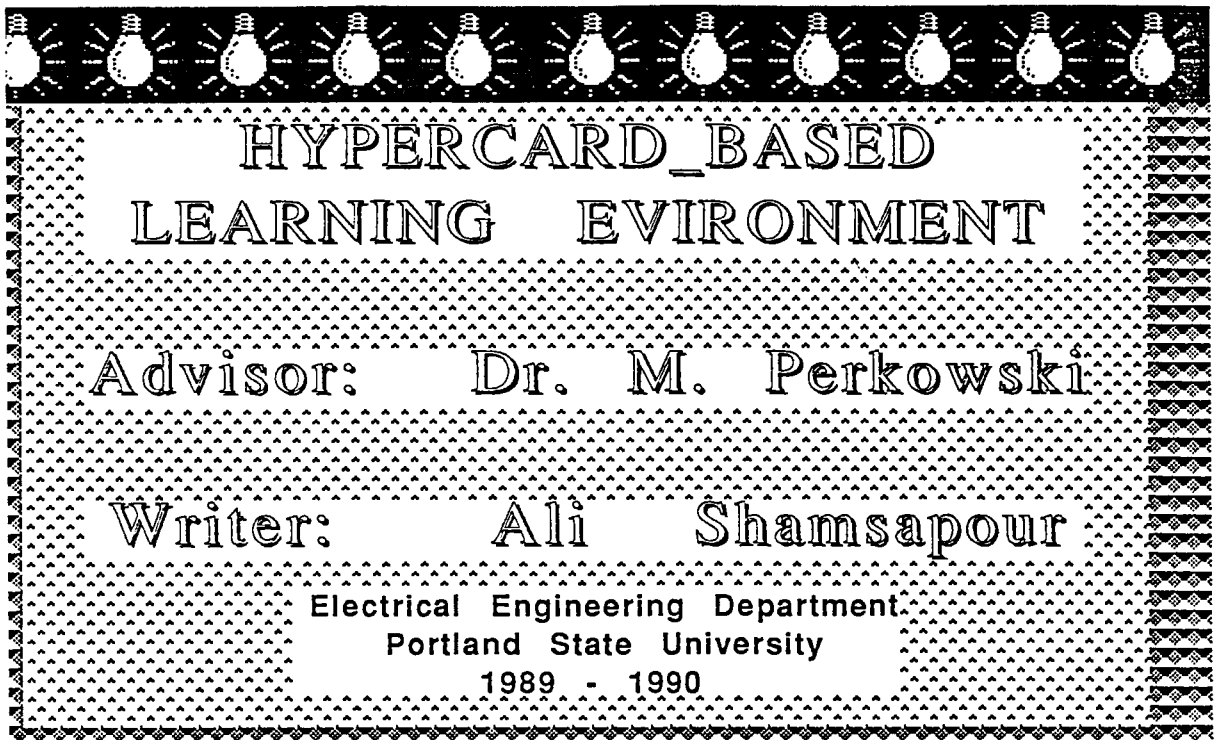 HYPERCARD_BASED
LEARNING EVIRONMENT
Advisor: Dr. M. Perkowski
Writer: Ali Shamsapour
Electrical Engineering Department
Portland State University
1989 - 1990